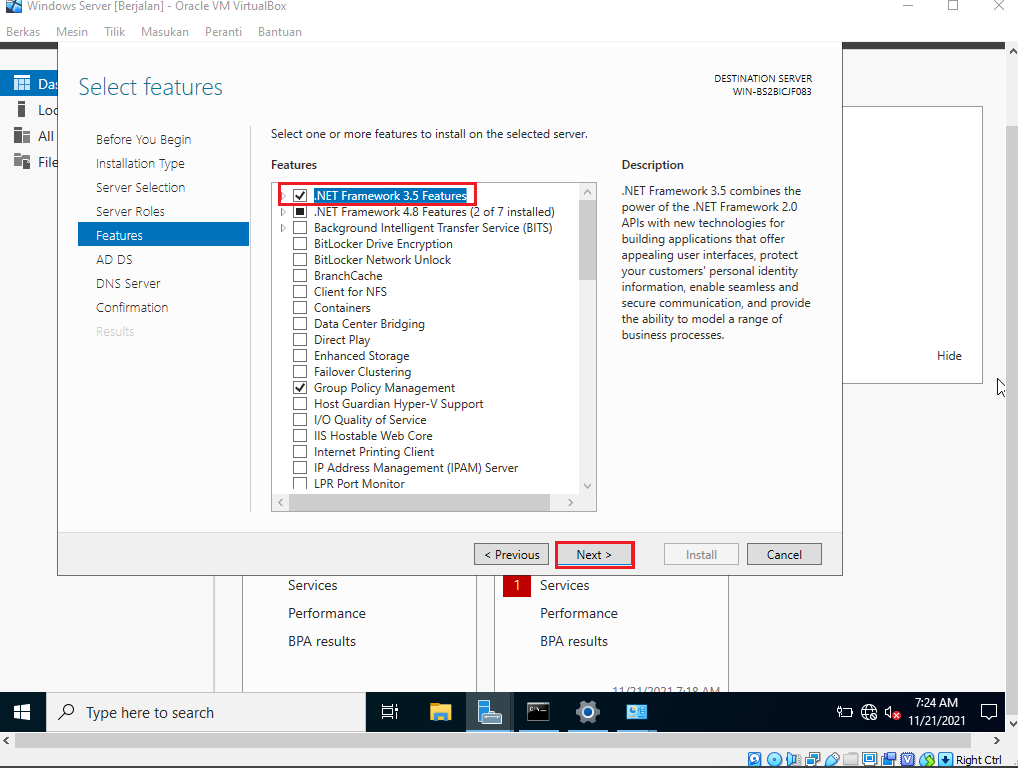 Windows Server [Berjalan] - Oracle VM VirtualBox
Berkas Mesin Tilik Masukan Peranti Bantuan
Das
Loc
All
File
Select features
DESTINATION SERVER
WIN-BS2BICJF083
Before You Begin
Installation Type
Server Selection
Server Roles
Features
AD DS
DNS Server
Confirmation
Results
Select one or more features to install on the selected server.
Features
.NET Framework 3.5 Features
.NET Framework 4.8 Features (2 of 7 installed)
Background Intelligent Transfer Service (BITS)
BitLocker Drive Encryption
BitLocker Network Unlock
BranchCache
Client for NFS
Containers
Data Center Bridging
Direct Play
Enhanced Storage
Failover Clustering
Group Policy Management
Host Guardian Hyper-V Support
I/O Quality of Service
IIS Hostable Web Core
Internet Printing Client
IP Address Management (IPAM) Server
LPR Port Monitor
Description
.NET Framework 3.5 combines the
power of the .NET Framework 2.0
APIs with new technologies for
building applications that offer
appealing user interfaces, protect
your customers' personal identity
information, enable seamless and
secure communication, and provide
the ability to model a range of
business processes.
Hide
< Previous Next > Install Cancel
Services
Performance
BPA results
1 Services
Performance
BPA results
11/21/2021 7:18 AM
Type here to search
7:24 AM
11/21/2021
Right Ctrl